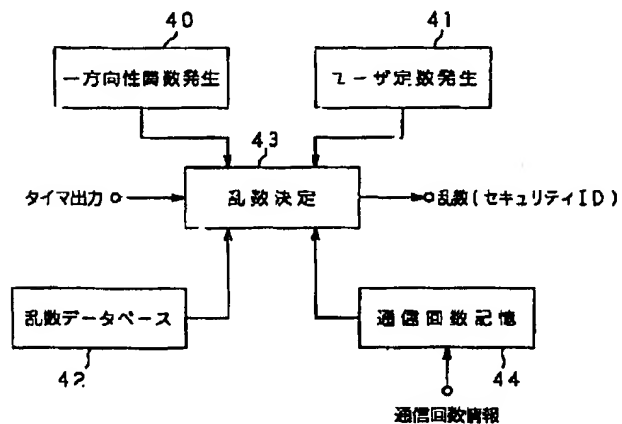 40
41
一方向性関数発生
ユーザ定数発生
43
タイマ出力
乱数決定
乱数(セキュリティID)
乱数データベース
通信回数記憶
42
44
通信回数情報